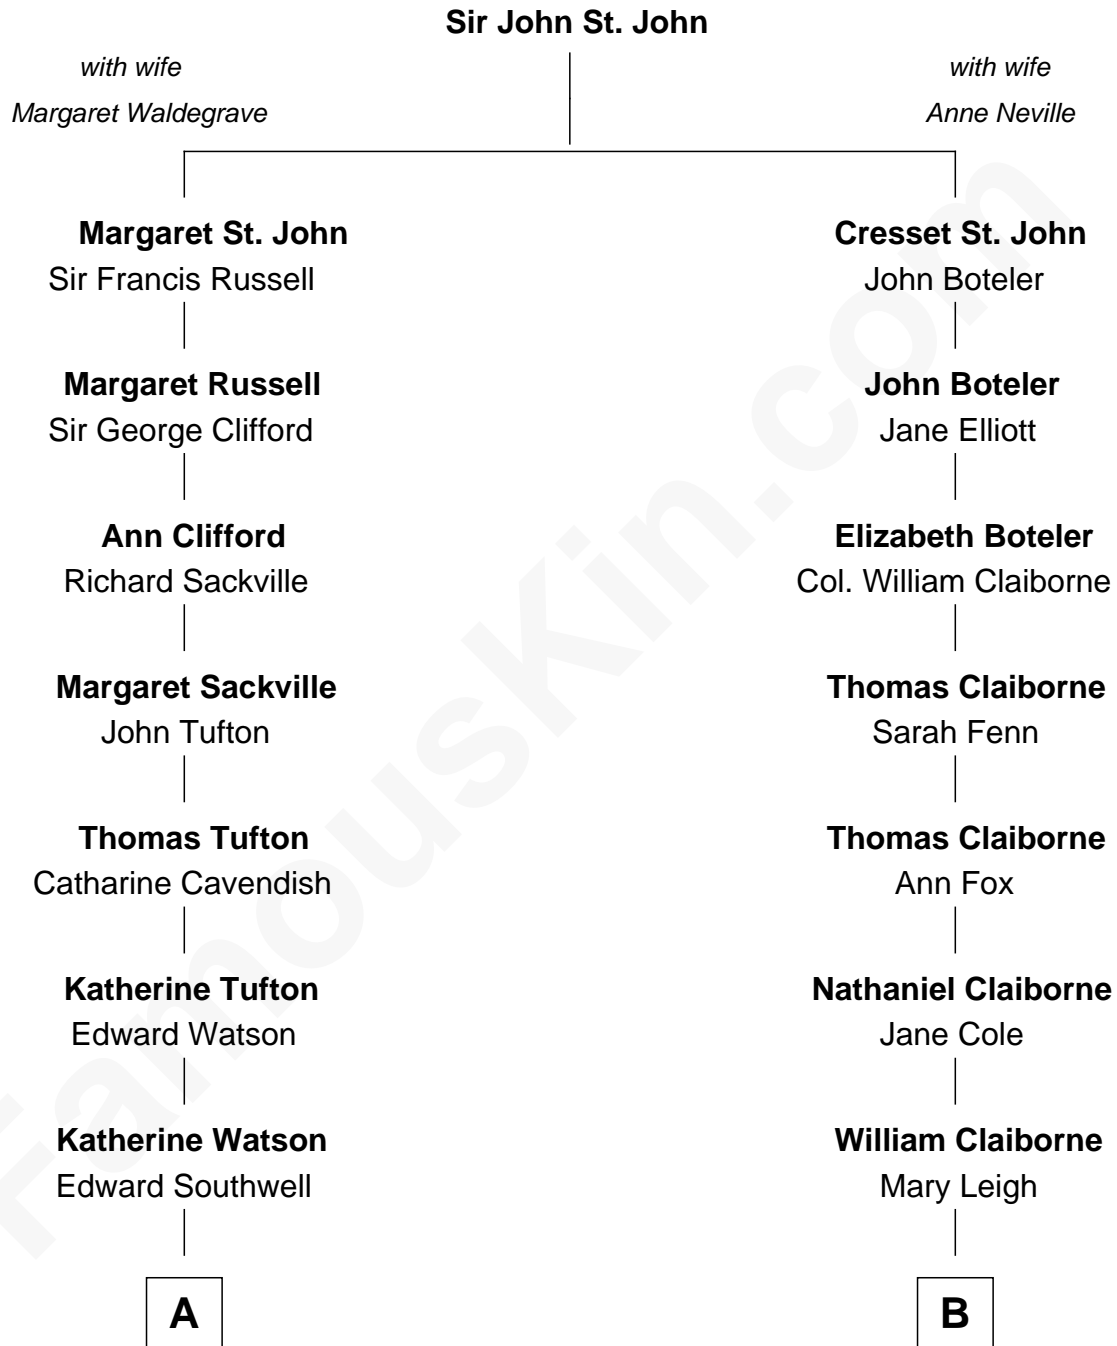 Sir John St. John
with wife
Margaret Waldegrave
with wife
Anne Neville
Margaret St. John
Sir Francis Russell
Cresset St. John
John Boteler
Margaret Russell
Sir George Clifford
John Boteler
Jane Elliott
Ann Clifford
Richard Sackville
Elizabeth Boteler
Col. William Claiborne
Margaret Sackville
John Tufton
Thomas Claiborne
Sarah Fenn
Thomas Tufton
Catharine Cavendish
Thomas Claiborne
Ann Fox
Katherine Tufton
Edward Watson
Nathaniel Claiborne
Jane Cole
Katherine Watson
Edward Southwell
William Claiborne
Mary Leigh
A
B
FamousKin.com